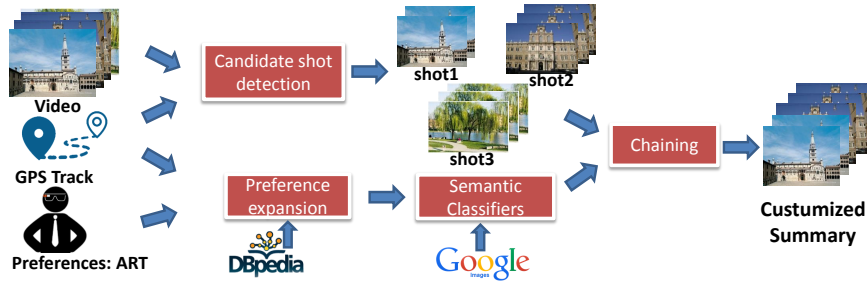 Video
GPS Track
Preferences: ART
Candidate shot
detection
shot1
shot2
shot3
Preference
expansion
Semantic
Classifiers
DBpedia
Google
Images
Chaining
Custumized
Summary